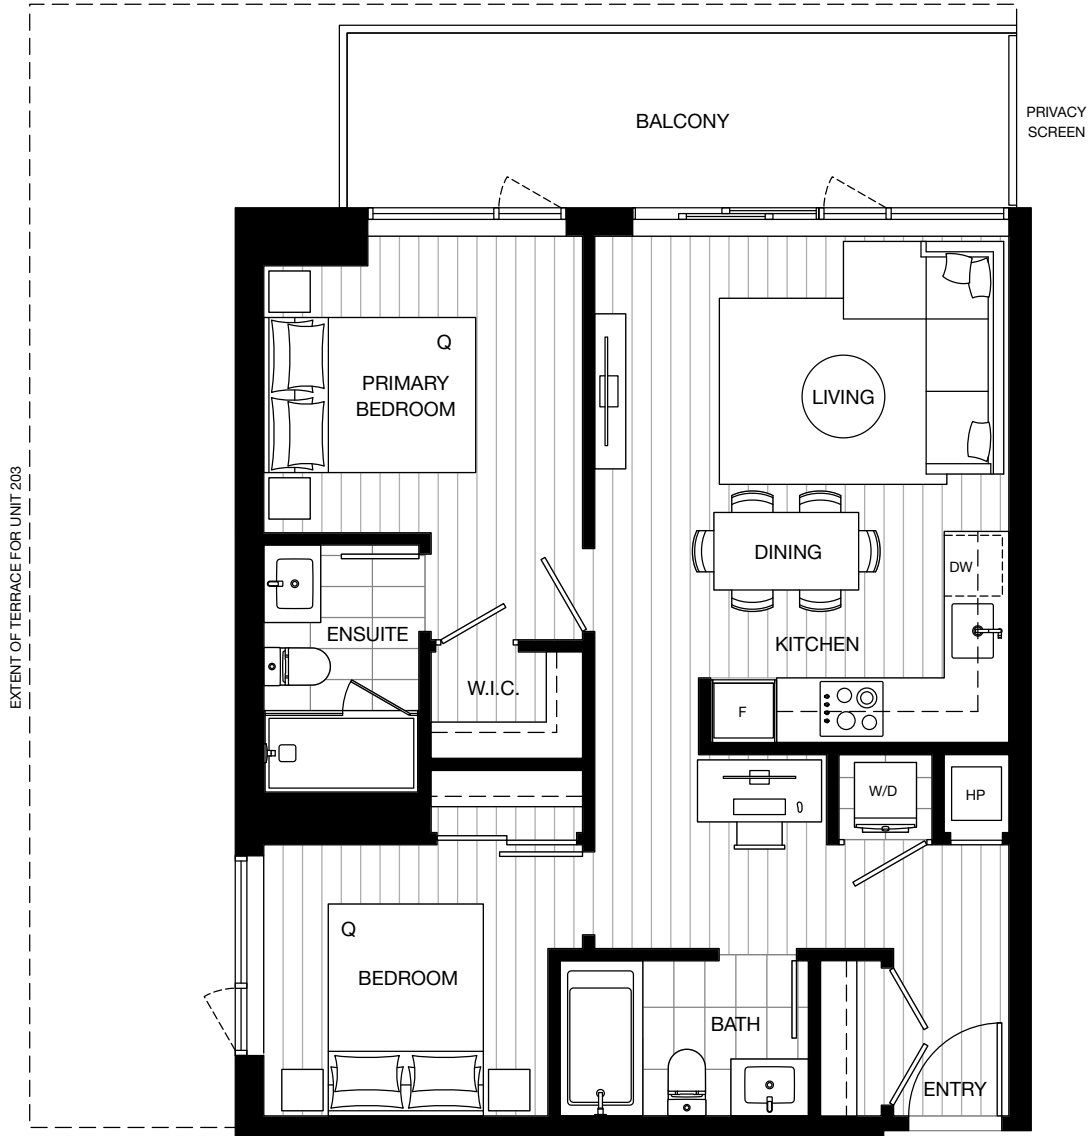 BALCONY
PRIVACY
SCREEN
Q
PRIMARY
BEDROOM
LIVING
EXTENT OF TERRACE FOR UNIT 203
DINING
DW
ENSUITE
KITCHEN
W.I.C.
F
W/D
HP
Q
BEDROOM
BATH
ENTRY